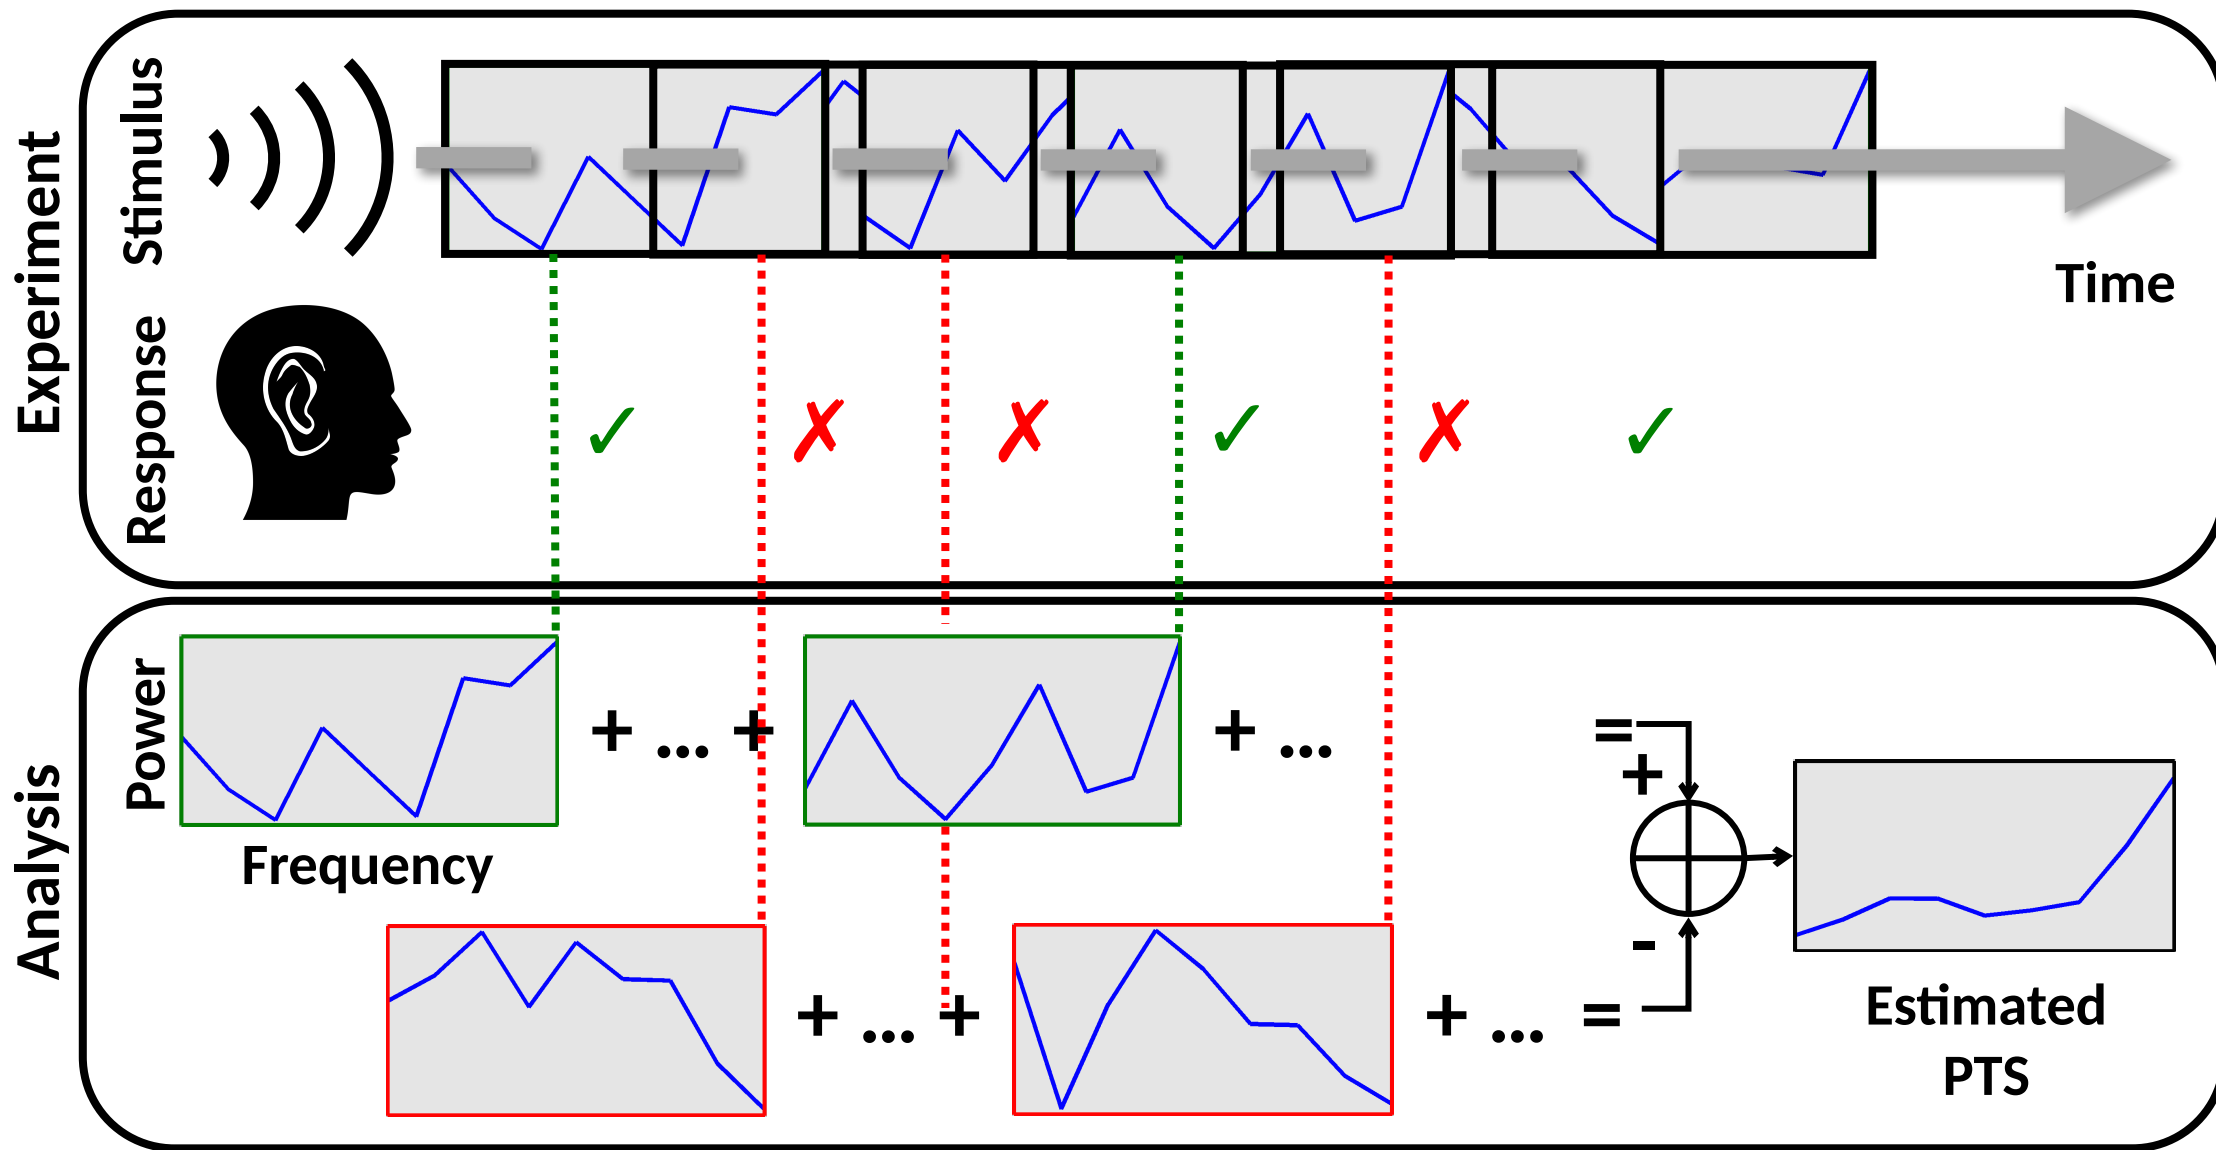 Experiment
Stimulus
Time
Response
✓ ✗ ✗ ✓ ✗ ✓
Analysis
Power
+ ... +
+ ...
=
+
Frequency
-
+ ... +
+ ... =
Estimated
PTS